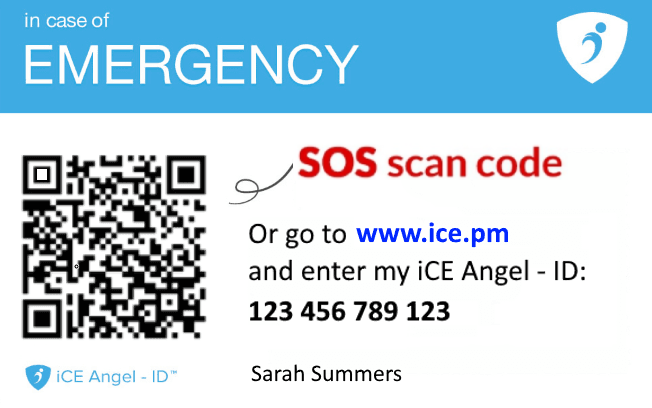 in case of
EMERGENCY
SOS scan code
Or go to www.ice.pm
and enter my iCE Angel - ID:
123 456 789 123
iCE Angel - ID™
Sarah Summers